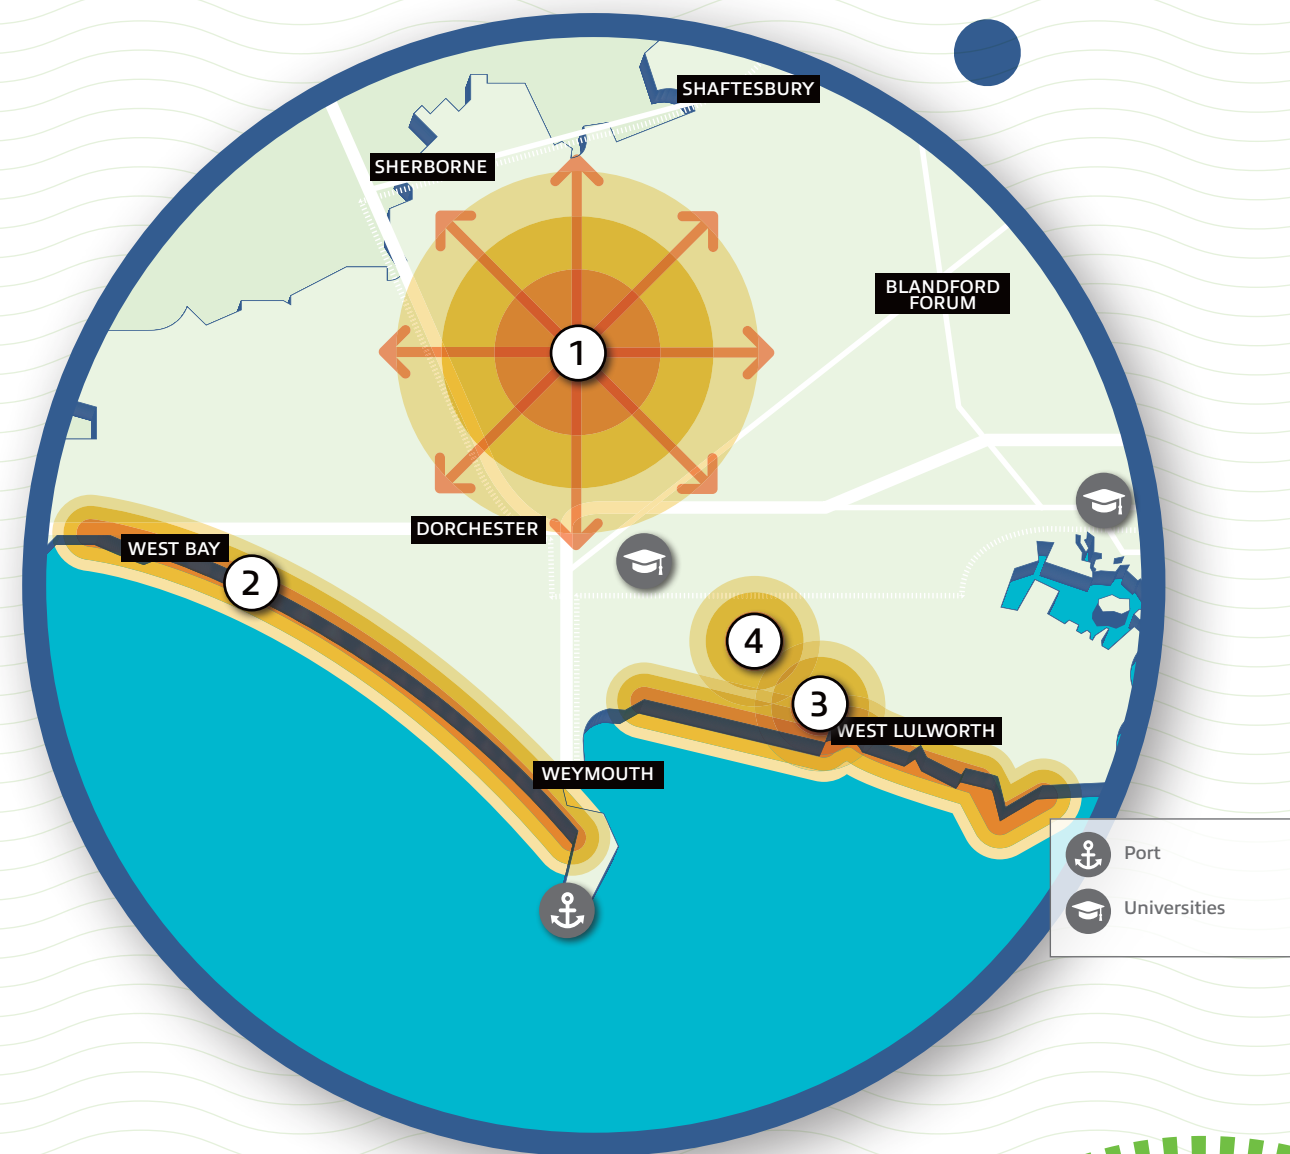 SHAFTESBURY
SHERBORNE
BLANDFORD
FORUM
1
DORCHESTER
WEST BAY
2
4
3
WEST LULWORTH
WEYMOUTH
Port
Universities